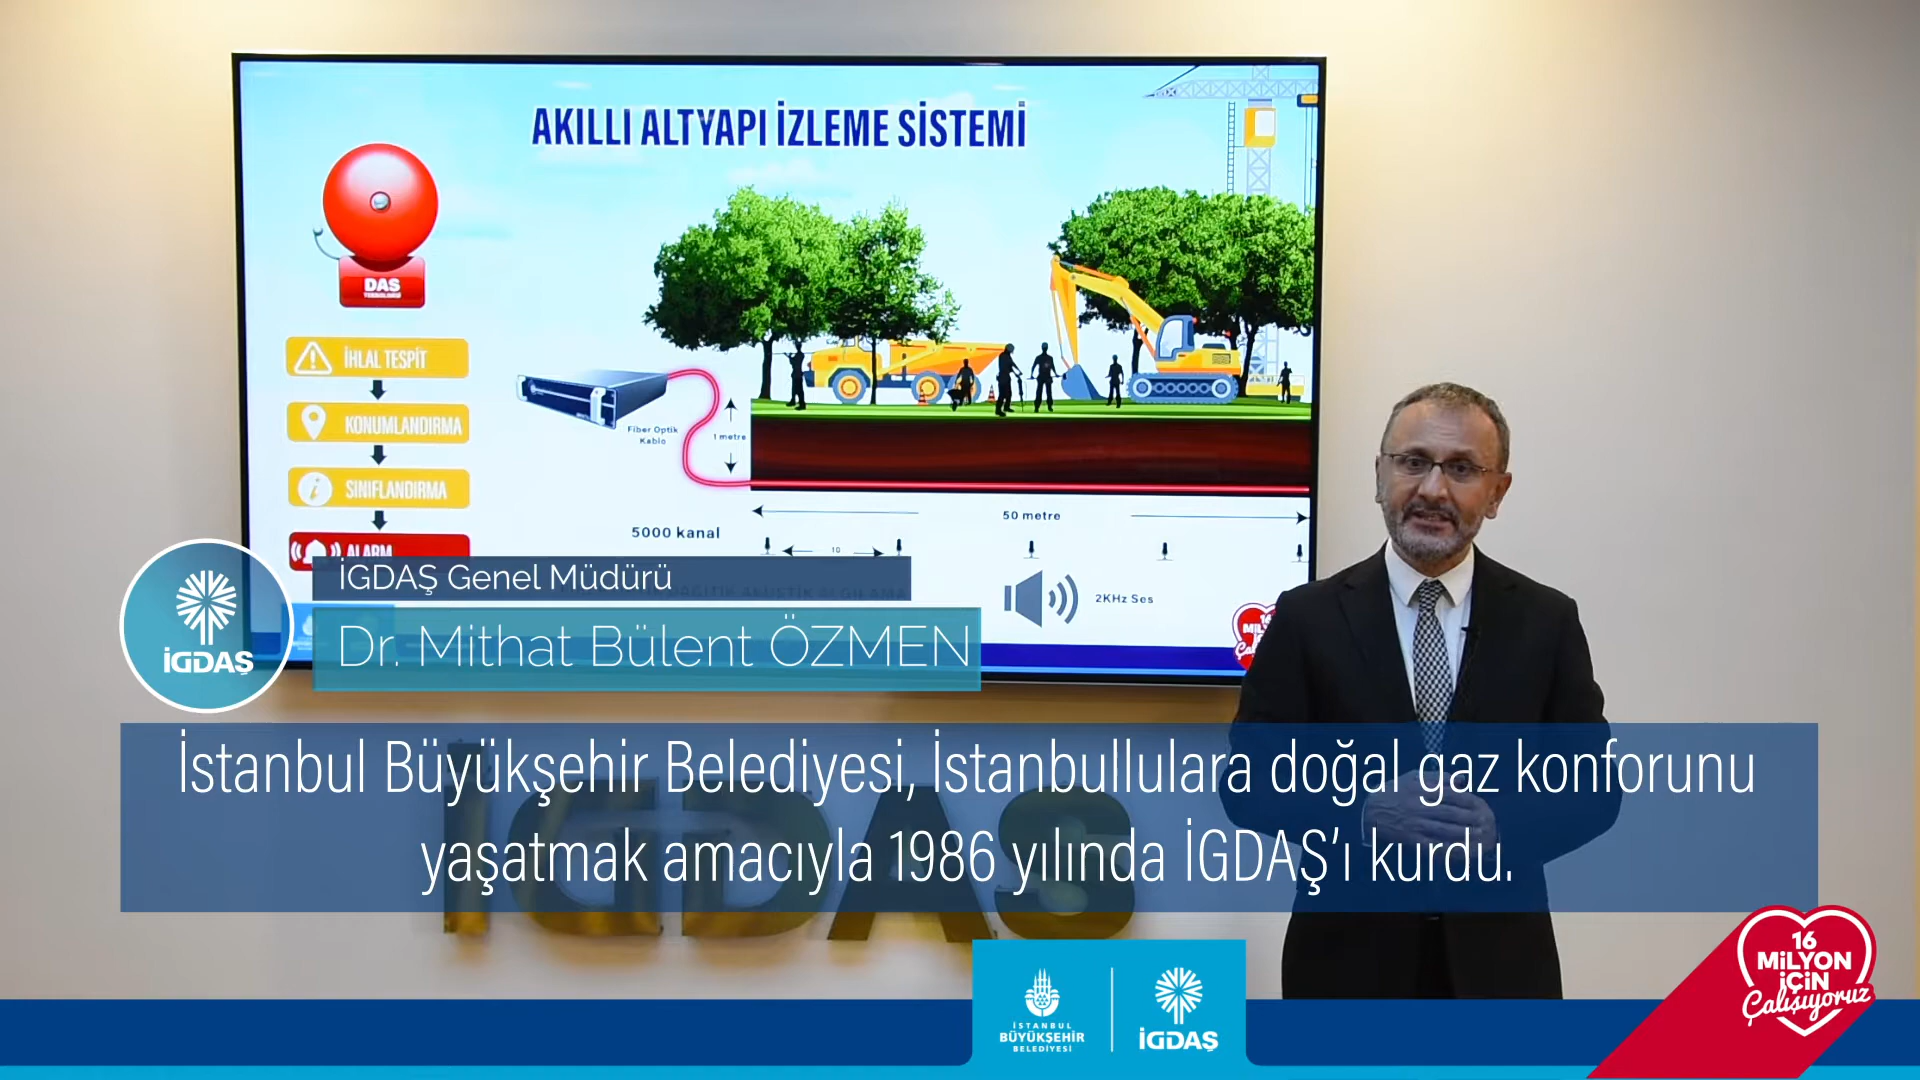 AKILLI ALTYAPI İZLEME SİSTEMİ
DAS
İHLAL TESPİT
KONUMLANDIRMA
SINIFLANDIRMA
ALARM
Fiber Optik
Kablo
1 metre
50 metre
5000 kanal
10
2KHz Ses
İGDAŞ
İGDAŞ Genel Müdürü
Dr. Mithat Bülent ÖZMEN
İstanbul Büyükşehir Belediyesi, İstanbullulara doğal gaz konforunu
yaşatmak amacıyla 1986 yılında İGDAŞ'ı kurdu.
İGDAŞ
İSTANBUL
BÜYÜKŞEHİR
BELEDİYESİ
İGDAŞ
16
MİLYON
İÇİN
Çalışıyoruz